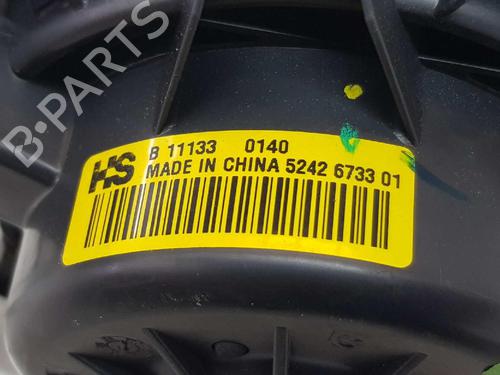 B-PARTS
HS B 11133 0140
MADE IN CHINA 5242 6733 01